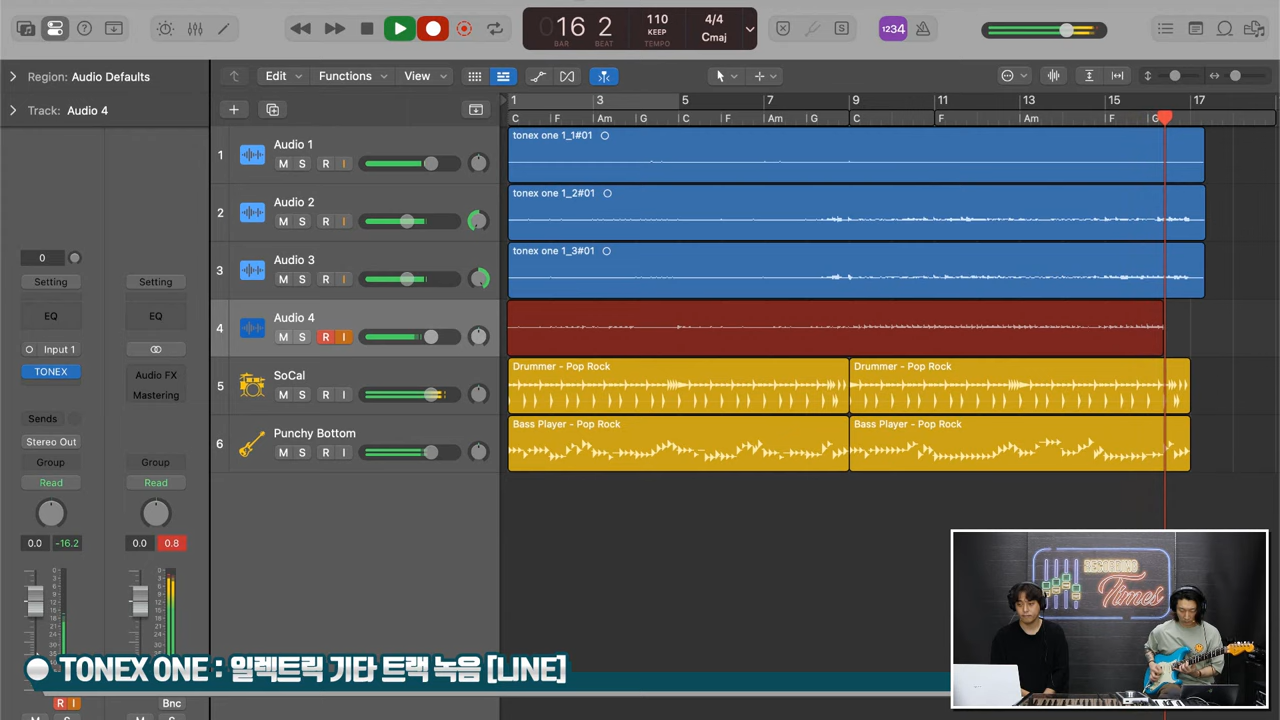 16 2
BAR BEAT
110
KEEP
TEMPO
4/4
Cmaj
S
1234
Region: Audio Defaults
Edit Functions View
Track: Audio 4
1 3 5 7 9 11 13 15 17
C F Am G C F Am G C F Am F G
1 Audio 1 M S R I
tonex one 1_1#01
2 Audio 2 M S R I
tonex one 1_2#01
3 Audio 3 M S R I
tonex one 1_3#01
4 Audio 4 M S R I
5 SoCal M S R I
Drummer - Pop Rock Drummer - Pop Rock
6 Punchy Bottom M S R I
Bass Player - Pop Rock Bass Player - Pop Rock
0
Setting Setting
EQ EQ
Input 1
TONEX
Audio FX
Mastering
Sends
Stereo Out
Group Group
Read Read
0.0 -16.2 0.0 0.8
R I Bnc
RECORDING
Times
TONEX ONE : 일렉트릭 기타 트랙 녹음 [LINE]